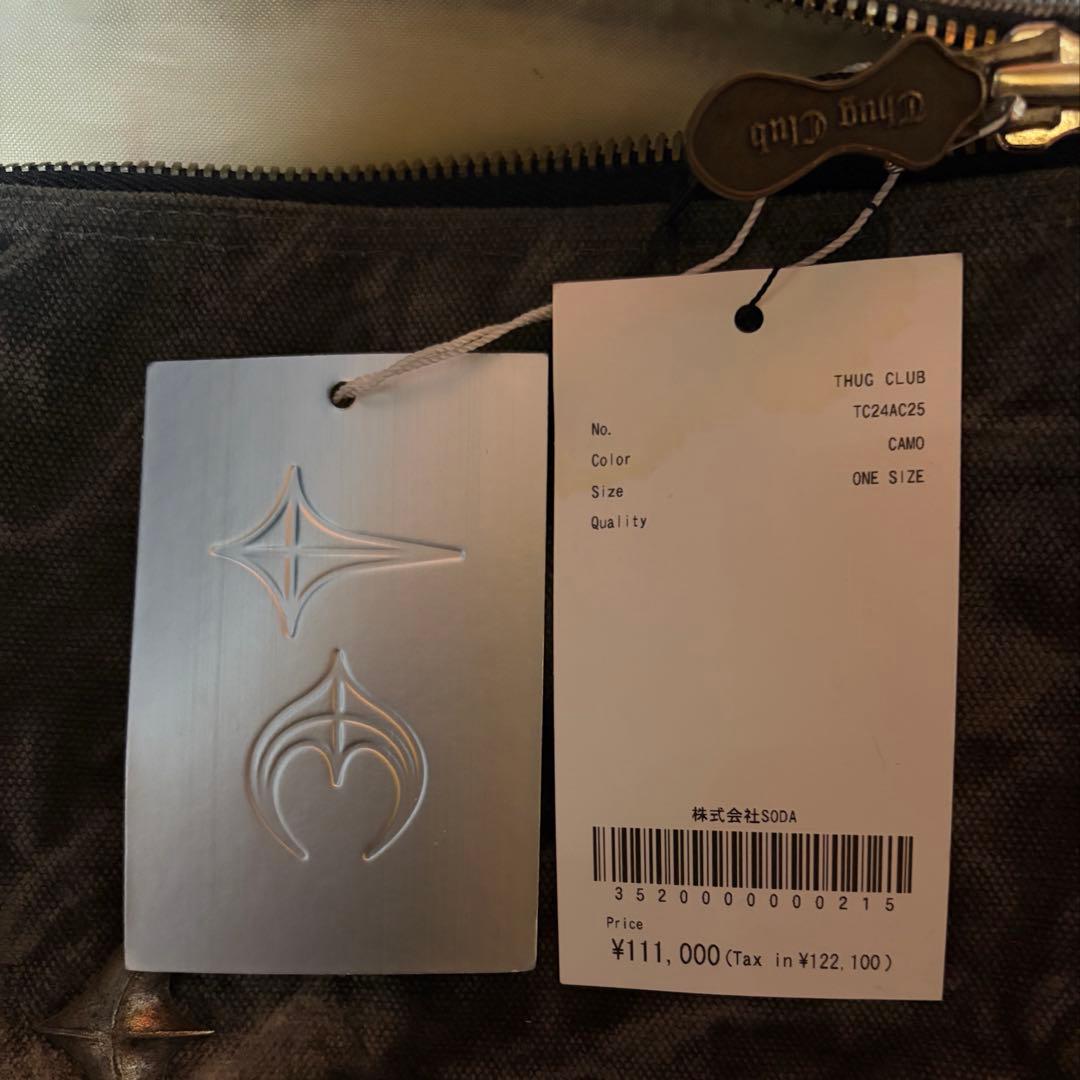 Thug Club
THUG CLUB
No. TC24AC25
Color CAMO
Size ONE SIZE
Quality
株式会社SODA
3520000000215
Price
¥111,000(Tax in ¥122,100)